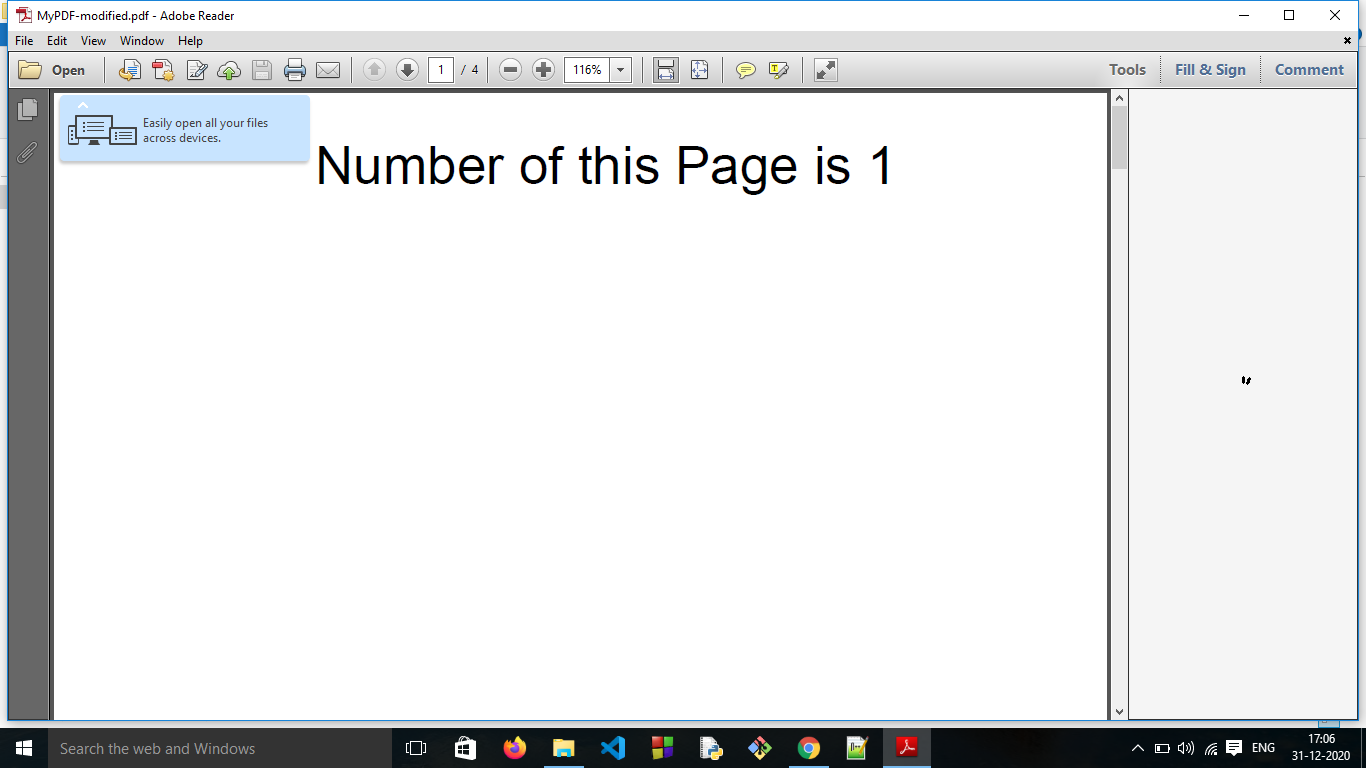 MyPDF-modified.pdf - Adobe Reader
File Edit View Window Help
Open 1 / 4 116% Tools Fill & Sign Comment
Easily open all your files
across devices.
Number of this Page is 1
Search the web and Windows
ENG
17:06
31-12-2020